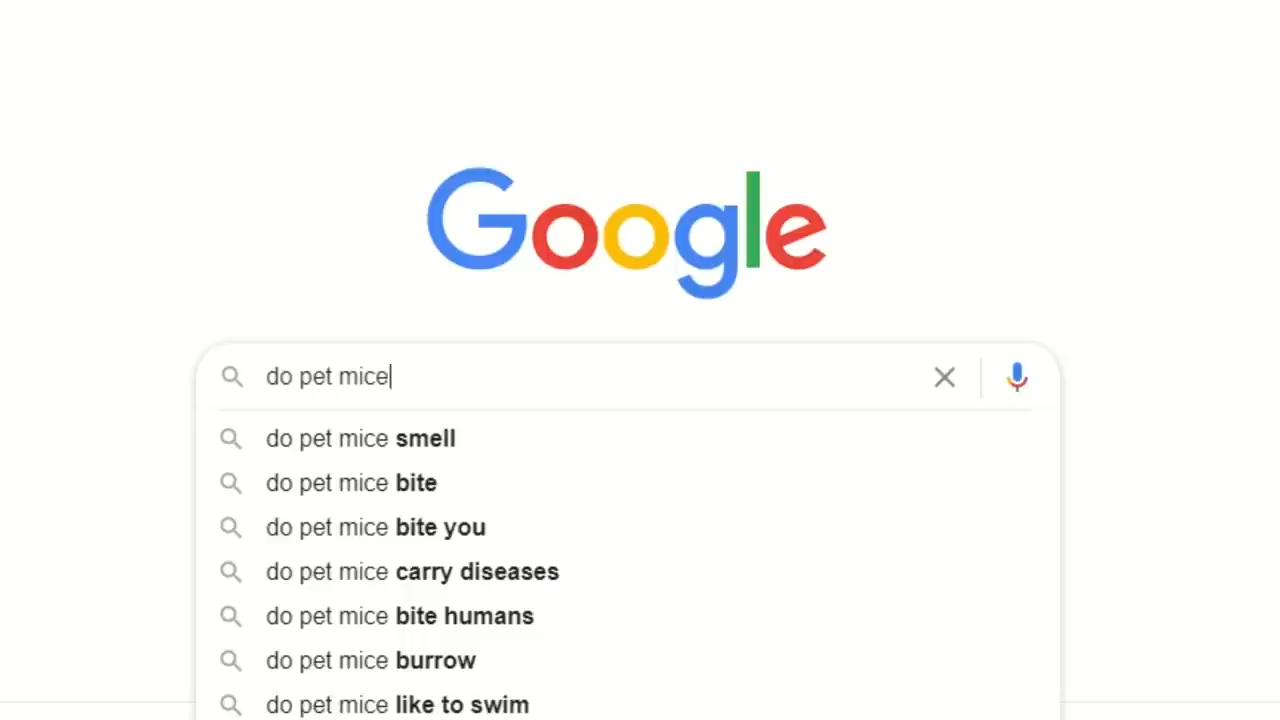 Google
do pet mice
do pet mice smell
do pet mice bite
do pet mice bite you
do pet mice carry diseases
do pet mice bite humans
do pet mice burrow
do pet mice like to swim